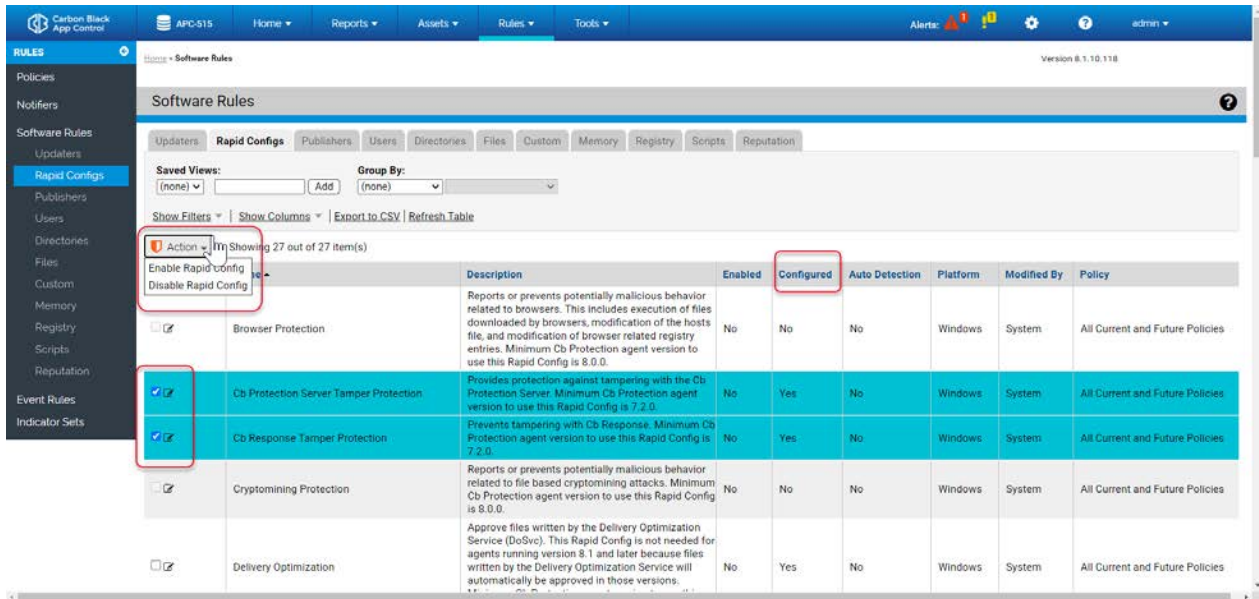 Carbon Black
App Control
APC-515
Home
Reports
Assets
Rules
Tools
Alerts:
admin
RULES
Policies
Notifiers
Software Rules
Updaters
Rapid Configs
Publishers
Users
Directories
Files
Custom
Memory
Registry
Scripts
Reputation
Event Rules
Indicator Sets
Home » Software Rules
Version 8.1.10.118
Software Rules
Updaters Rapid Configs Publishers Users Directories Files Custom Memory Registry Scripts Reputation
Saved Views: Group By:
(none) Add (none)
Show Filters | Show Columns | Export to CSV | Refresh Table
Action Showing 27 out of 27 item(s)
Enable Rapid Config
Disable Rapid Config
Description Enabled Configured Auto Detection Platform Modified By Policy
Reports or prevents potentially malicious behavior
related to browsers. This includes execution of files
downloaded by browsers, modification of the hosts
file, and modification of browser related registry
entries. Minimum Cb Protection agent version to
use this Rapid Config is 8.0.0.
Browser Protection No No No Windows System All Current and Future Policies
Provides protection against tampering with the Cb
Protection Server. Minimum Cb Protection agent
version to use this Rapid Config is 7.2.0.
Cb Protection Server Tamper Protection No Yes No Windows System All Current and Future Policies
Prevents tampering with Cb Response. Minimum Cb
Protection agent version to use this Rapid Config is
7.2.0.
Cb Response Tamper Protection No Yes No Windows System All Current and Future Policies
Reports or prevents potentially malicious behavior
related to file based cryptomining attacks. Minimum
Cb Protection agent version to use this Rapid Config
is 8.0.0.
Cryptomining Protection No No No Windows System All Current and Future Policies
Approve files written by the Delivery Optimization
Service (DoSvc). This Rapid Config is not needed for
agents running version 8.1 and later because files
written by the Delivery Optimization Service will
automatically be approved in those versions.
Delivery Optimization No Yes No Windows System All Current and Future Policies